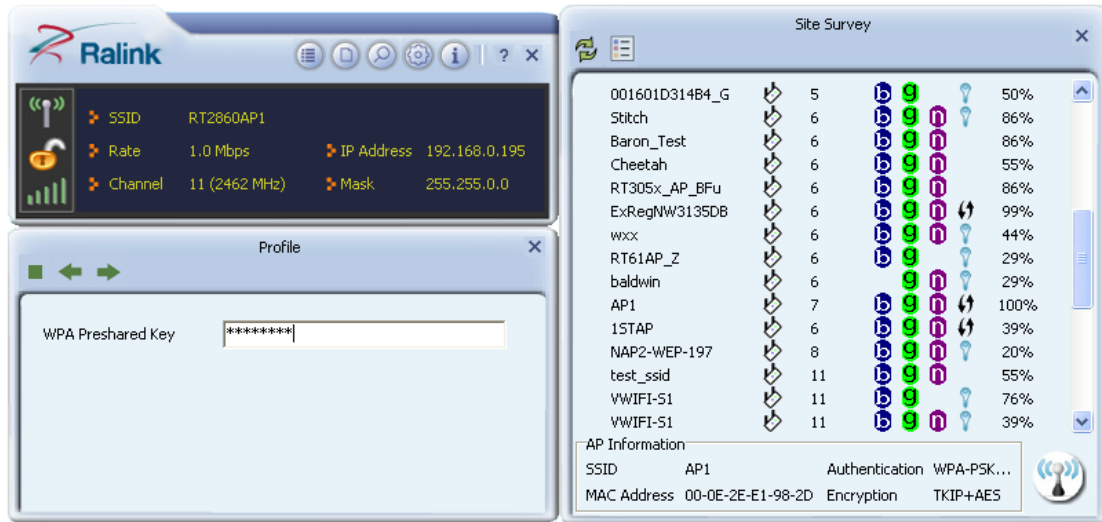 Ralink
?
SSID RT2860AP1
Rate 1.0 Mbps IP Address 192.168.0.195
Channel 11 (2462 MHz) Mask 255.255.0.0
Profile
WPA Preshared Key ********
Site Survey
001601D314B4_G 5 b g 50%
Stitch 6 b g n 86%
Baron_Test 6 b g n 86%
Cheetah 6 b g n 55%
RT305x_AP_BFu 6 b g n 86%
ExRegNW3135DB 6 b g n 99%
wxx 6 b g n 44%
RT61AP_Z 6 b g 29%
baldwin 6 g n 29%
AP1 7 b g n 100%
1STAP 6 b g n 39%
NAP2-WEP-197 8 b g n 20%
test_ssid 11 b g n 55%
VWIFI-S1 11 b g 76%
VWIFI-S1 11 b g n 39%
AP Information
SSID AP1 Authentication WPA-PSK...
MAC Address 00-0E-2E-E1-98-2D Encryption TKIP+AES